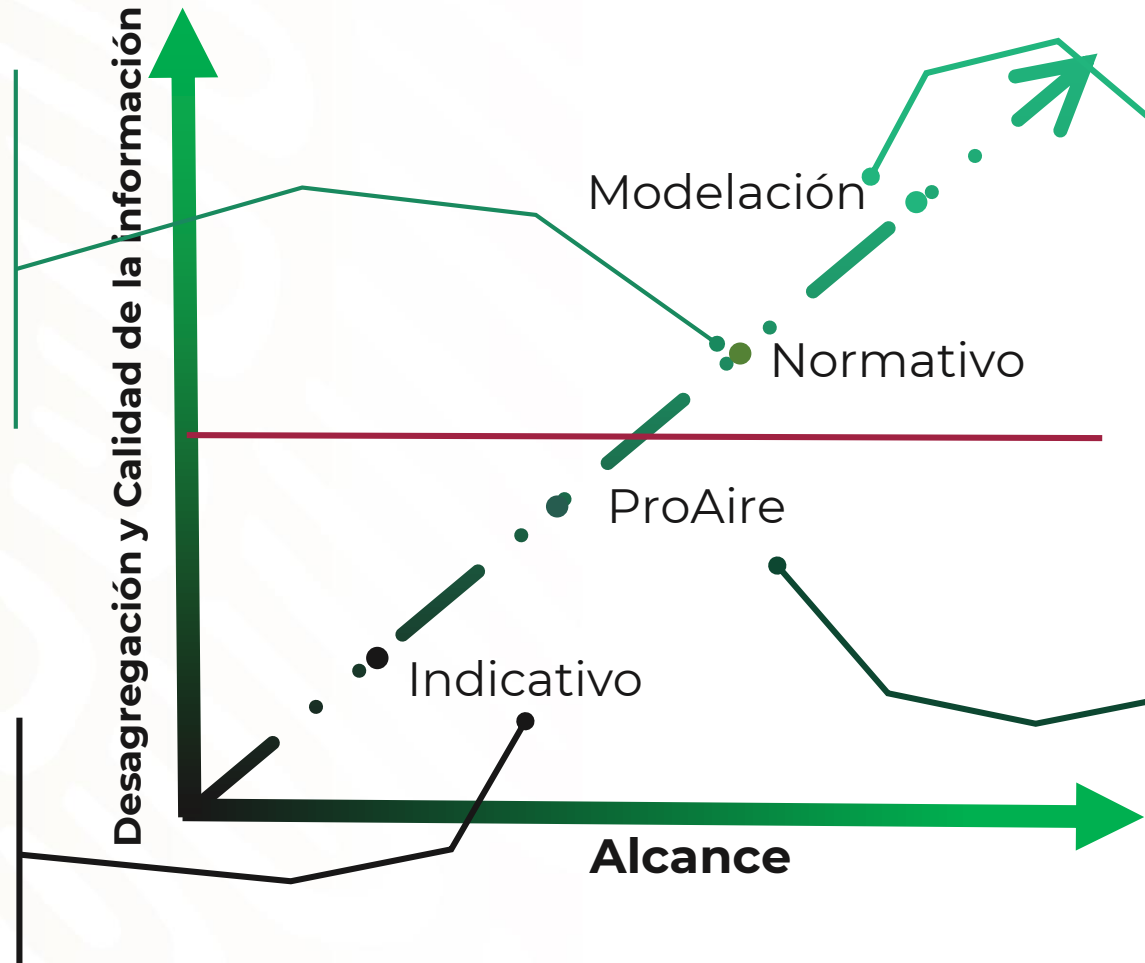 Desagregación y Calidad de la información
Modelación
Normativo
ProAire
Indicativo
Alcance